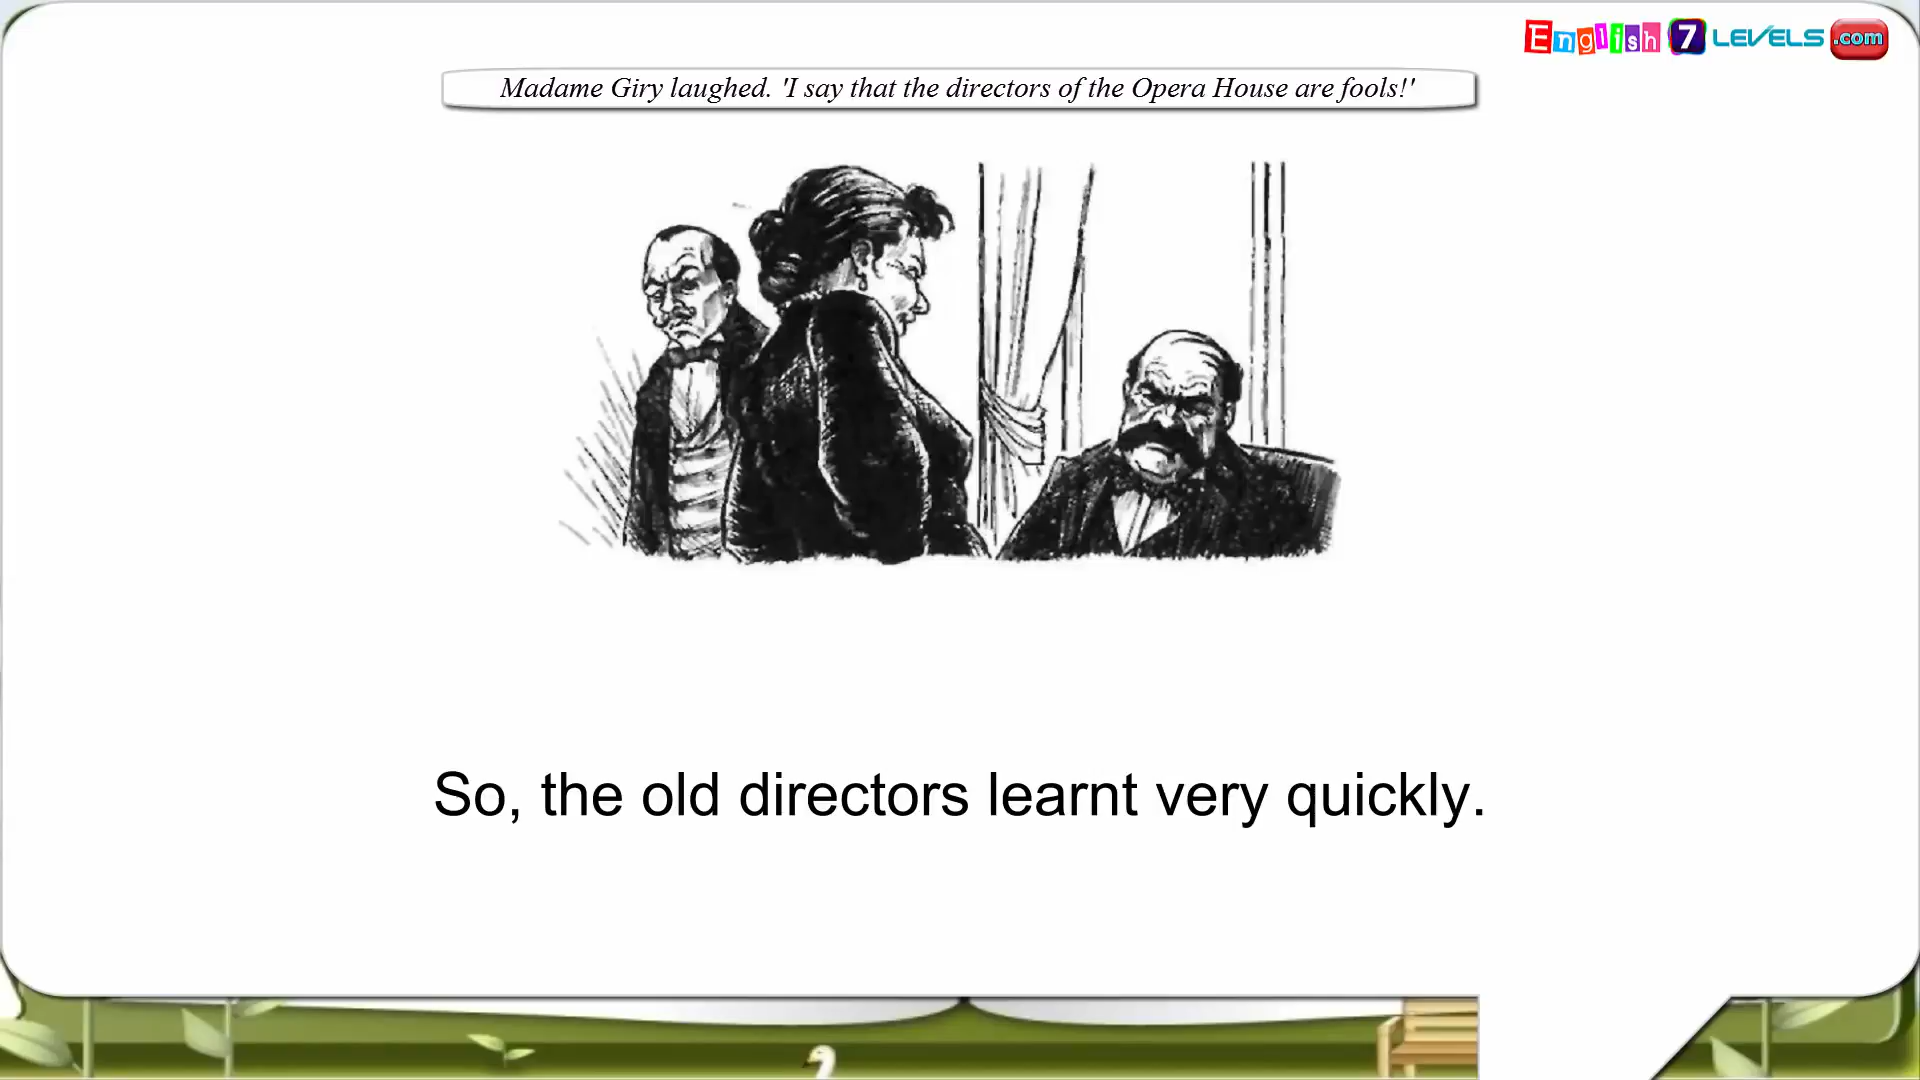 English 7 LEVELS .com
Madame Giry laughed. 'I say that the directors of the Opera House are fools!'
So, the old directors learnt very quickly.